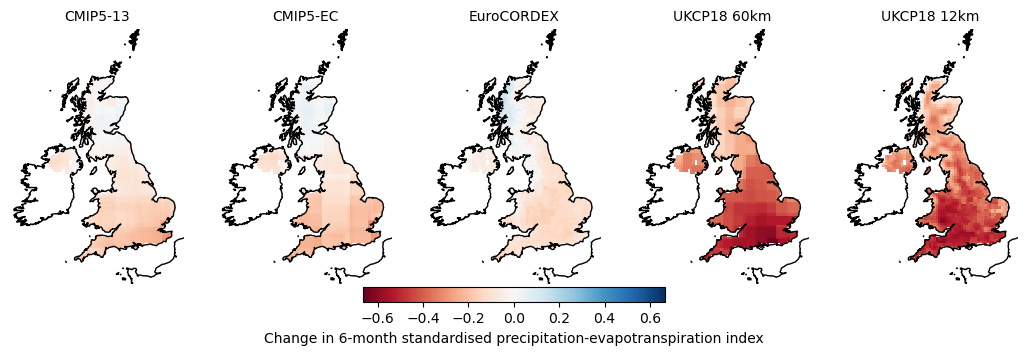 CMIP5-13 CMIP5-EC EuroCORDEX UKCP18 60km UKCP18 12km
−0.6 −0.4 −0.2 0.0 0.2 0.4 0.6
Change in 6-month standardised precipitation-evapotranspiration index